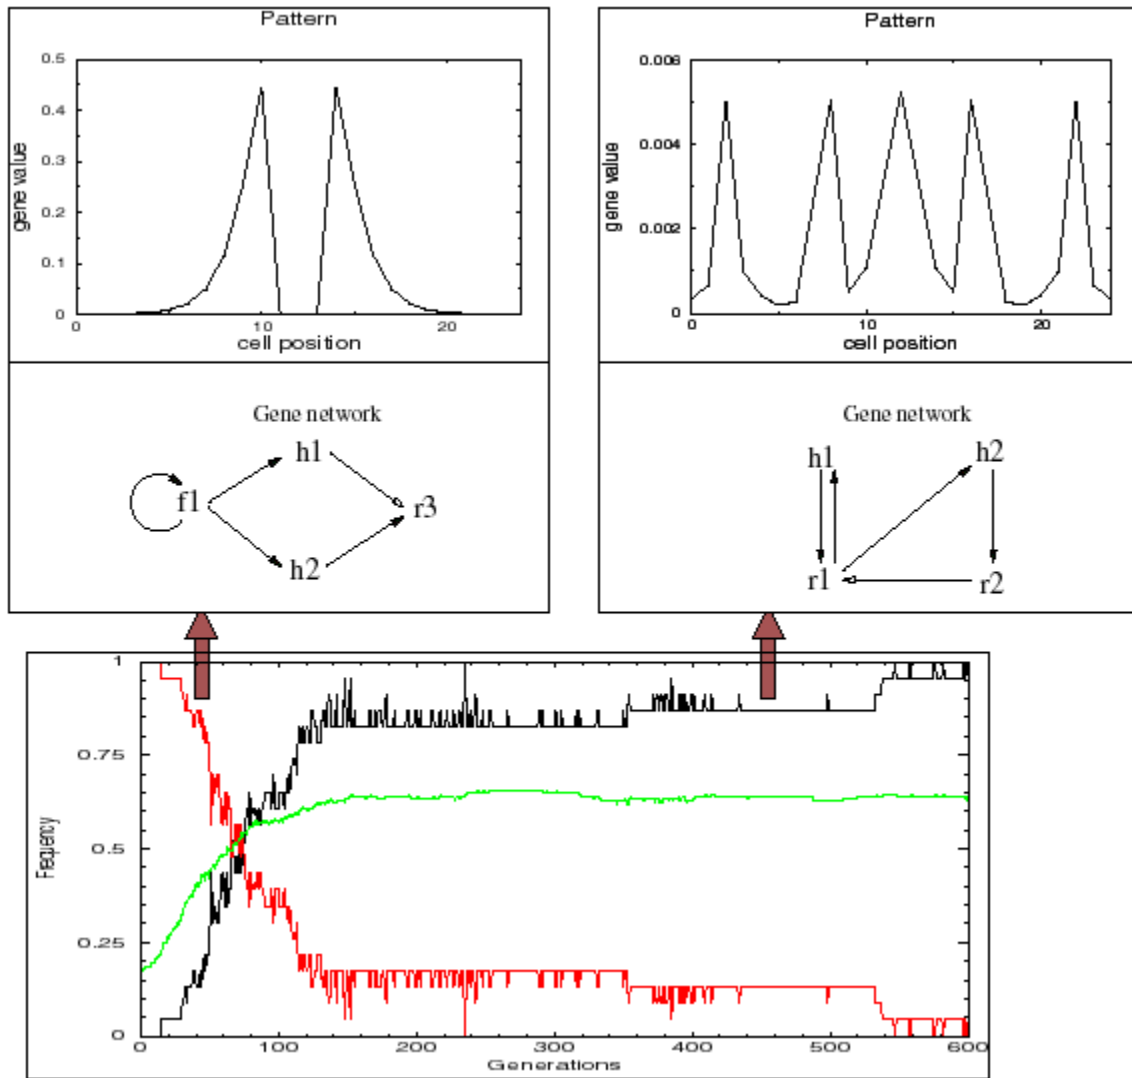 Pattern
0.5
0.4
0.3
0.2
0.1
0
gene value
0 10 20
cell position
Gene network
h1
f1 r3
h2
Pattern
0.006
0.004
0.002
0
gene value
0 10 20
cell position
Gene network
h1 h2
r1 r2
1
0.75
0.5
0.25
0
Frequency
0 100 200 300 400 500 600
Generations